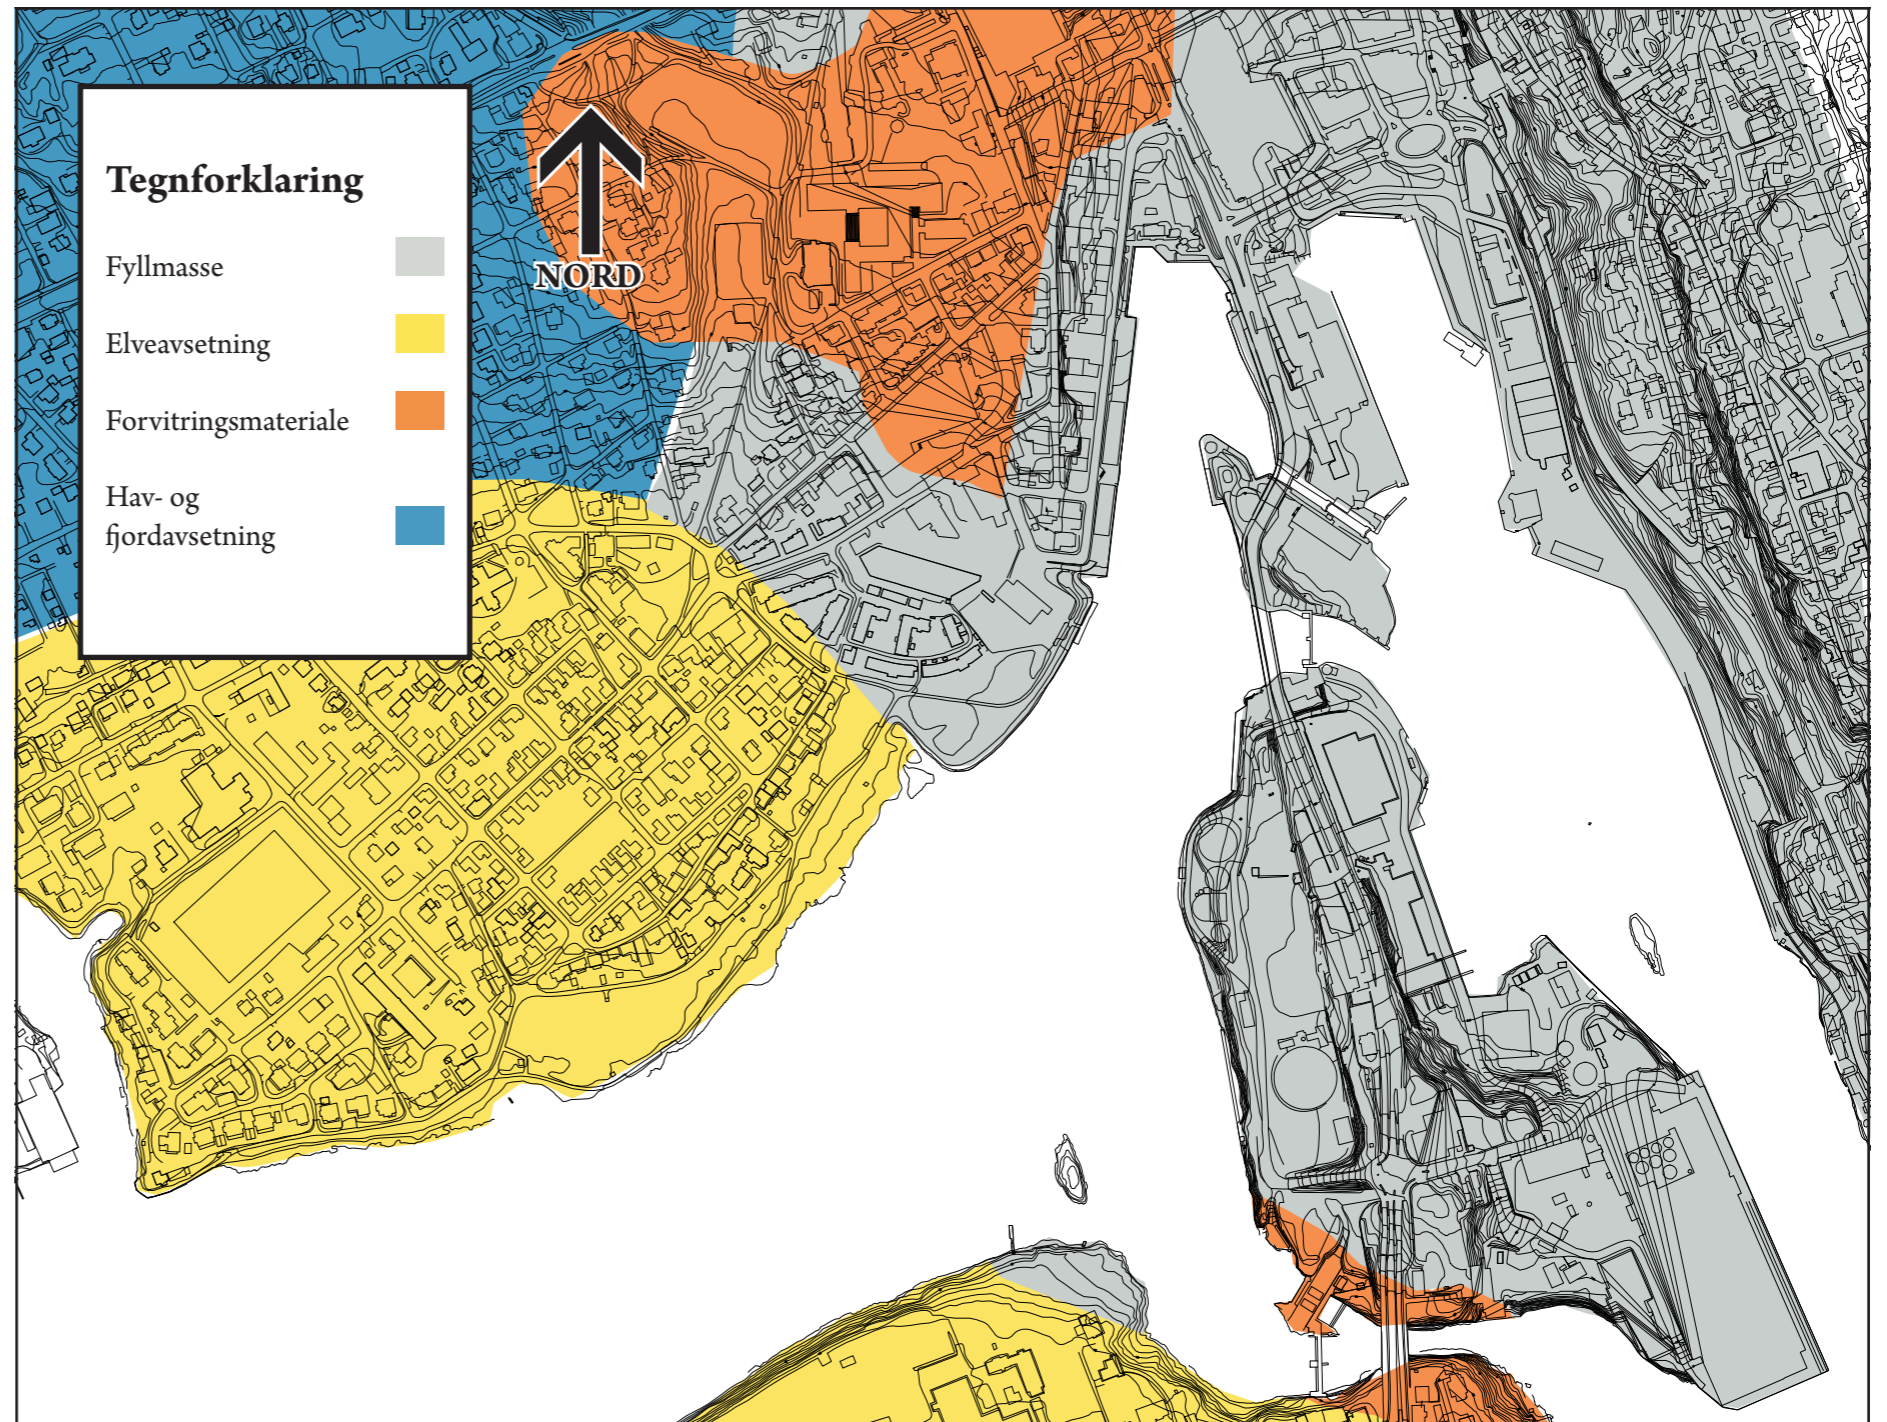 Tegnforklaring
Fyllmasse
Elveavsetning
Forvitringsmateriale
Hav- og
fjordavsetning
NORD